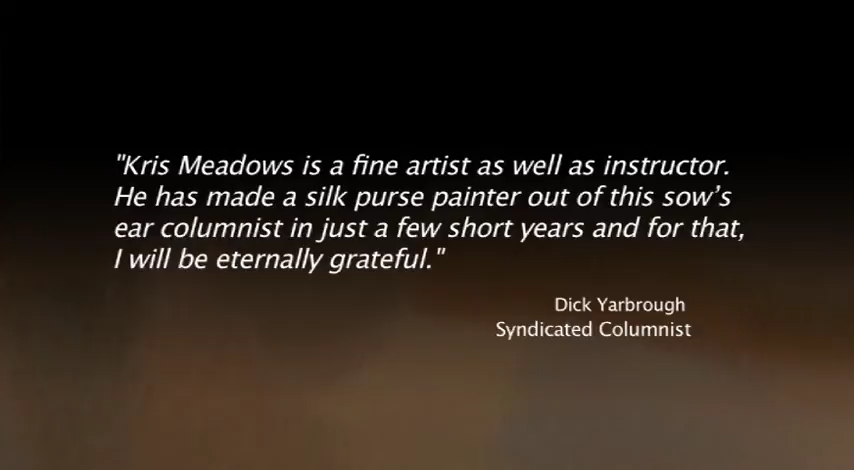 "Kris Meadows is a fine artist as well as instructor.
He has made a silk purse painter out of this sow's
ear columnist in just a few short years and for that,
I will be eternally grateful."
Dick Yarbrough
Syndicated Columnist